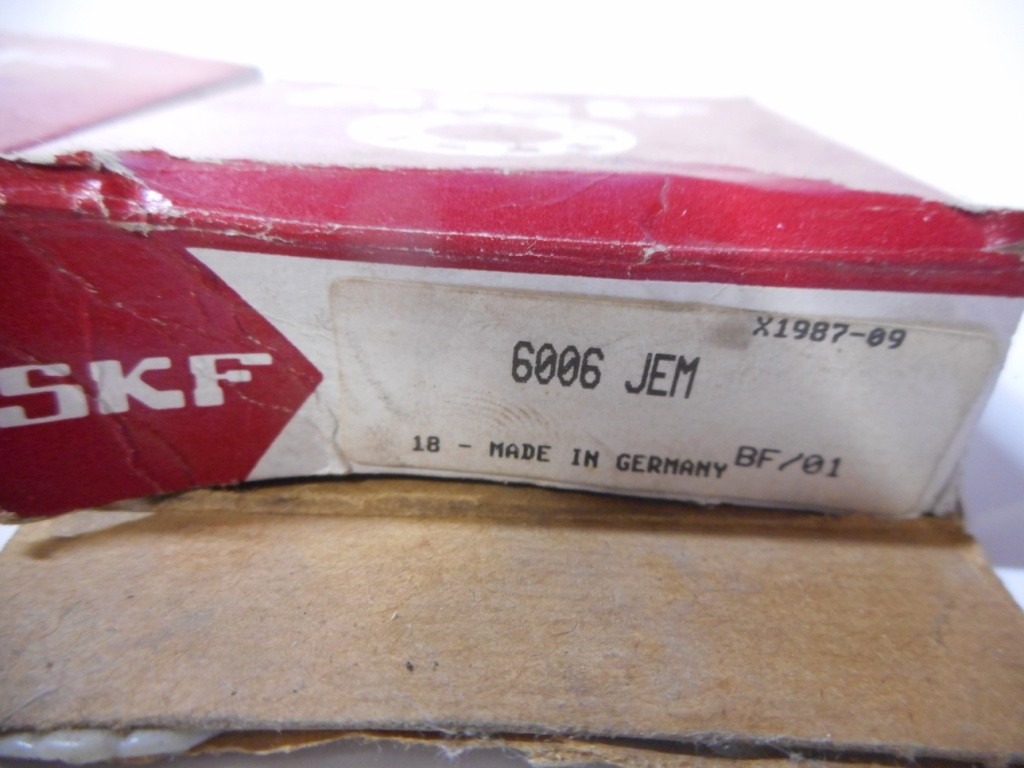 SKF
X1987-09
6006 JEM
18 - MADE IN GERMANY BF/01